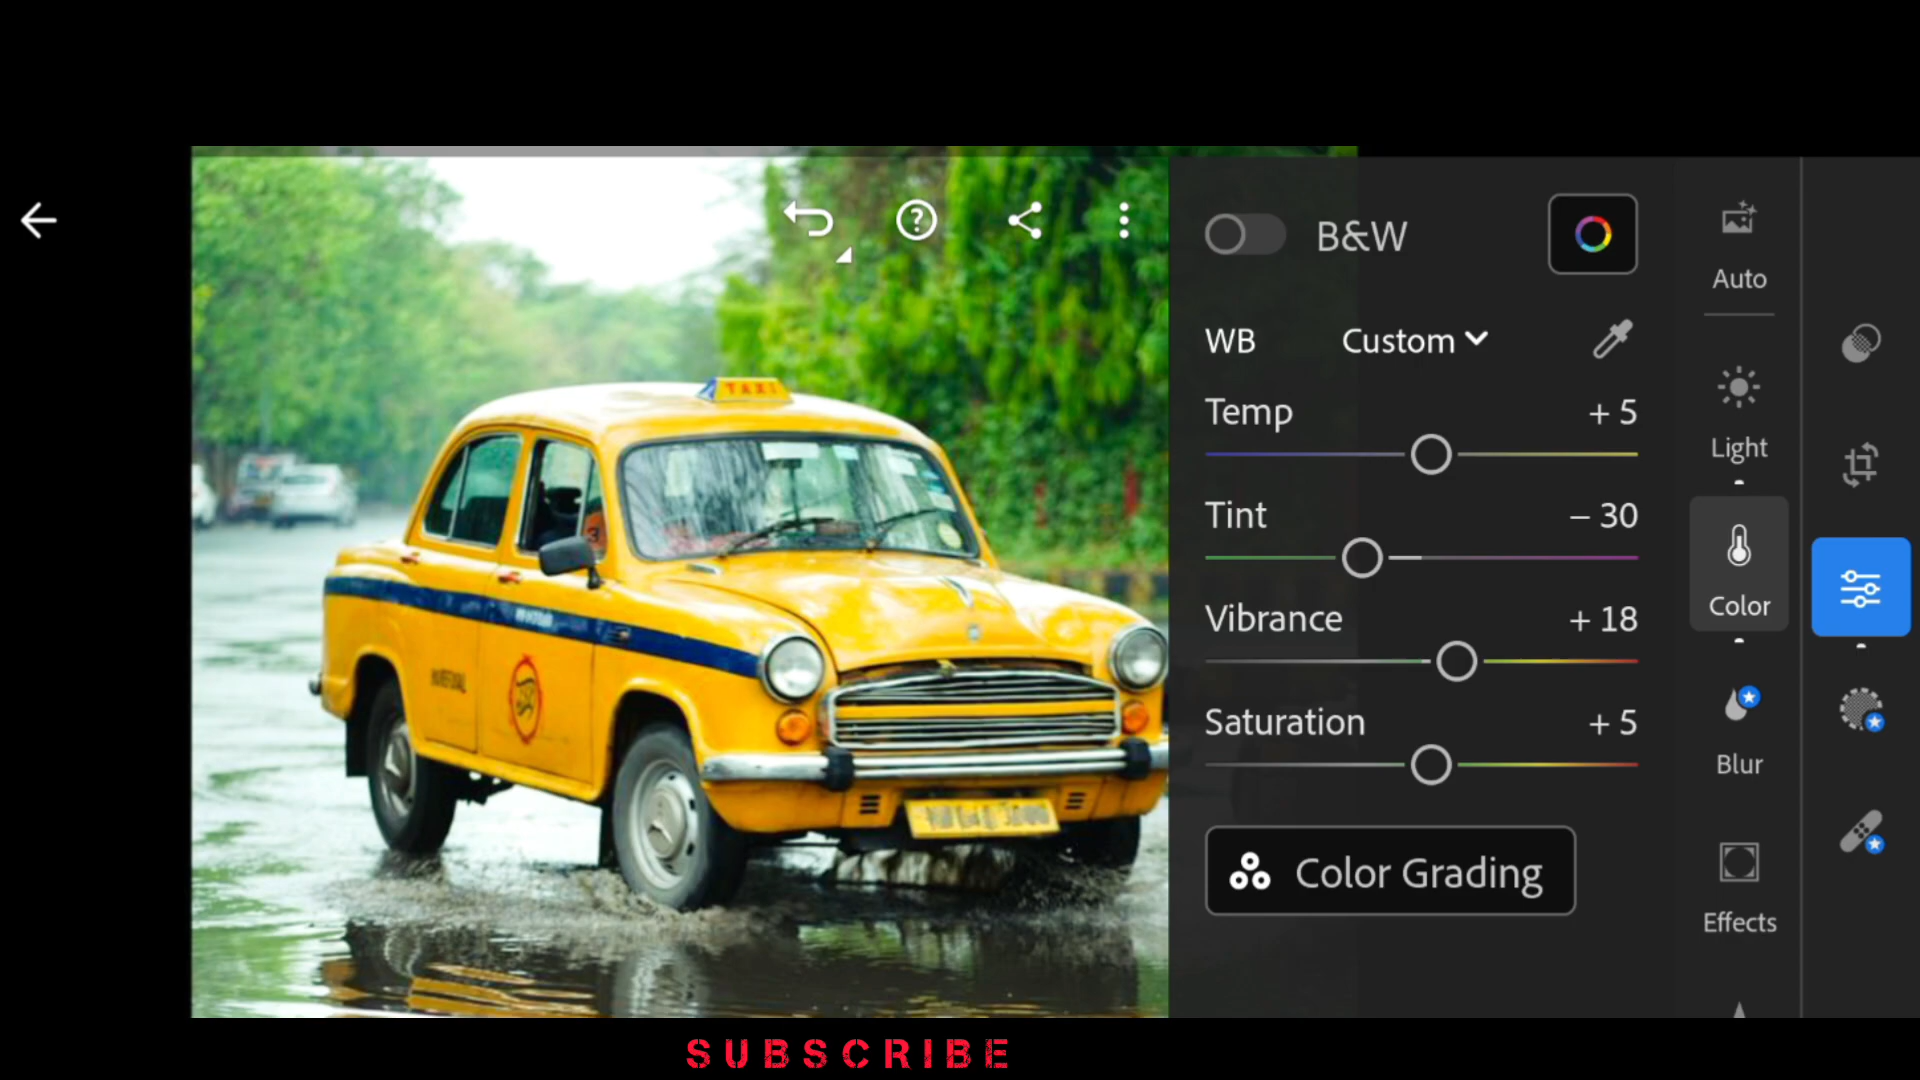 TAXI
3
B&W
WB Custom
Temp + 5
Tint – 30
Vibrance + 18
Saturation + 5
Color Grading
Auto
Light
Color
Blur
Effects
SUBSCRIBE